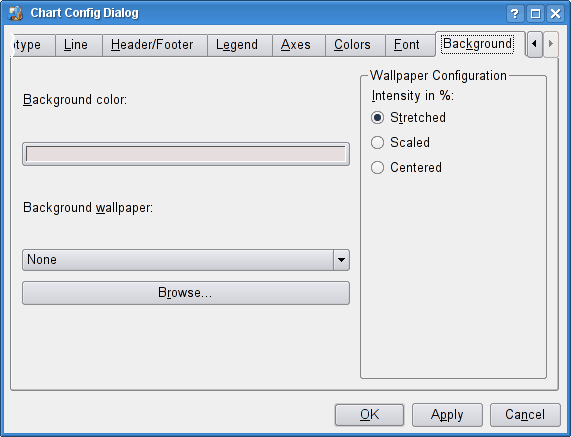 Chart Config Dialog
Line Header/Footer Legend Axes Colors Font Background
Wallpaper Configuration
Background color:
Intensity in %:
Stretched
Scaled
Centered
Background wallpaper:
None
Browse...
OK Apply Cancel